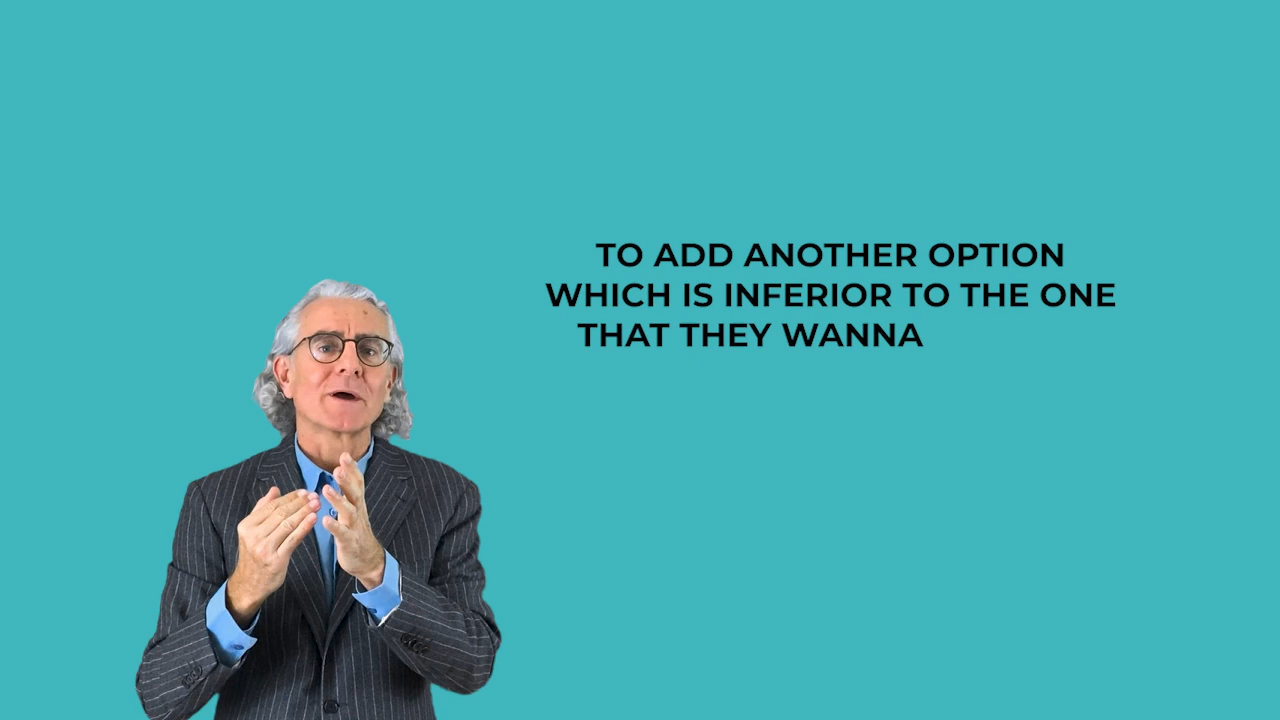 TO ADD ANOTHER OPTION
WHICH IS INFERIOR TO THE ONE
THAT THEY WANNA